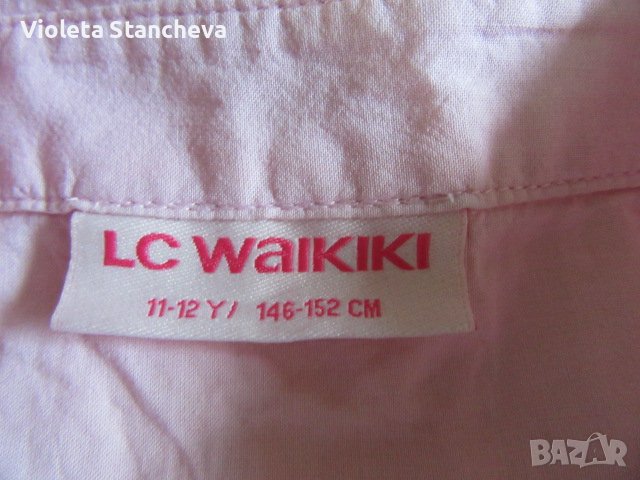 Violeta Stancheva
LC WaIKIKI
11-12 Y/ 146-152 CM
BAZAR